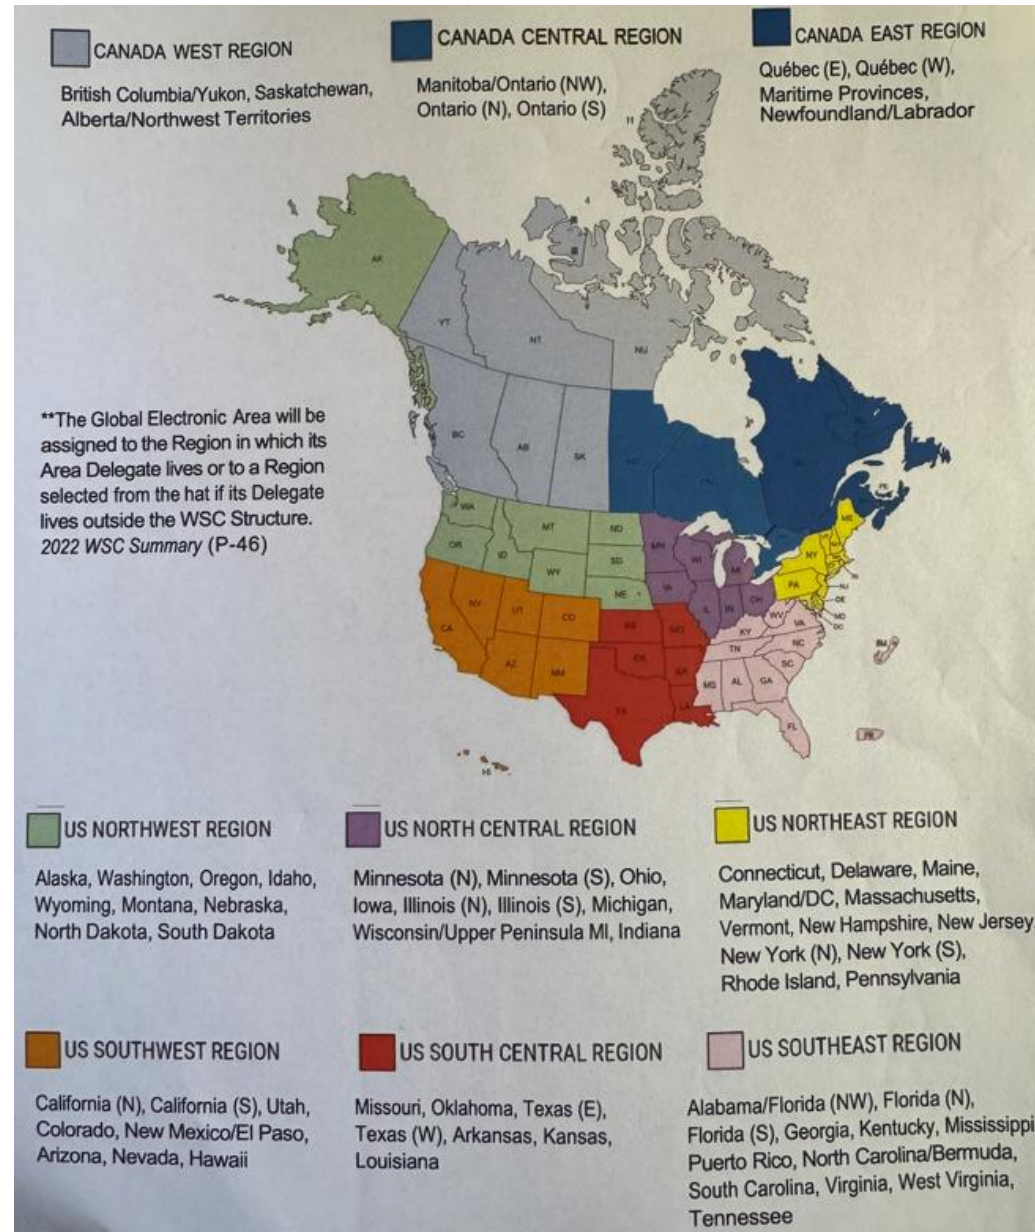 CANADA WEST REGION
British Columbia/Yukon, Saskatchewan,
Alberta/Northwest Territories
CANADA CENTRAL REGION
Manitoba/Ontario (NW),
Ontario (N), Ontario (S)
CANADA EAST REGION
Québec (E), Québec (W),
Maritime Provinces,
Newfoundland/Labrador
**The Global Electronic Area will be
assigned to the Region in which its
Area Delegate lives or to a Region
selected from the hat if its Delegate
lives outside the WSC Structure.
2022 WSC Summary (P-46)
AK
YT
NT
NU
BC
AB
SK
WA
MT
ND
OR
ID
SD
WY
NE
MN
WI
MI
IA
IL
IN
OH
ME
NY
PA
NJ
DE
MD
DC
NV
UT
CO
CA
AZ
NM
KS
MO
OK
AR
TX
LA
KY
WV
VA
TN
NC
SC
MS
AL
GA
FL
PR
HI
US NORTHWEST REGION
Alaska, Washington, Oregon, Idaho,
Wyoming, Montana, Nebraska,
North Dakota, South Dakota
US NORTH CENTRAL REGION
Minnesota (N), Minnesota (S), Ohio,
Iowa, Illinois (N), Illinois (S), Michigan,
Wisconsin/Upper Peninsula MI, Indiana
US NORTHEAST REGION
Connecticut, Delaware, Maine,
Maryland/DC, Massachusetts,
Vermont, New Hampshire, New Jersey
New York (N), New York (S),
Rhode Island, Pennsylvania
US SOUTHWEST REGION
California (N), California (S), Utah,
Colorado, New Mexico/El Paso,
Arizona, Nevada, Hawaii
US SOUTH CENTRAL REGION
Missouri, Oklahoma, Texas (E),
Texas (W), Arkansas, Kansas,
Louisiana
US SOUTHEAST REGION
Alabama/Florida (NW), Florida (N),
Florida (S), Georgia, Kentucky, Mississippi
Puerto Rico, North Carolina/Bermuda,
South Carolina, Virginia, West Virginia,
Tennessee